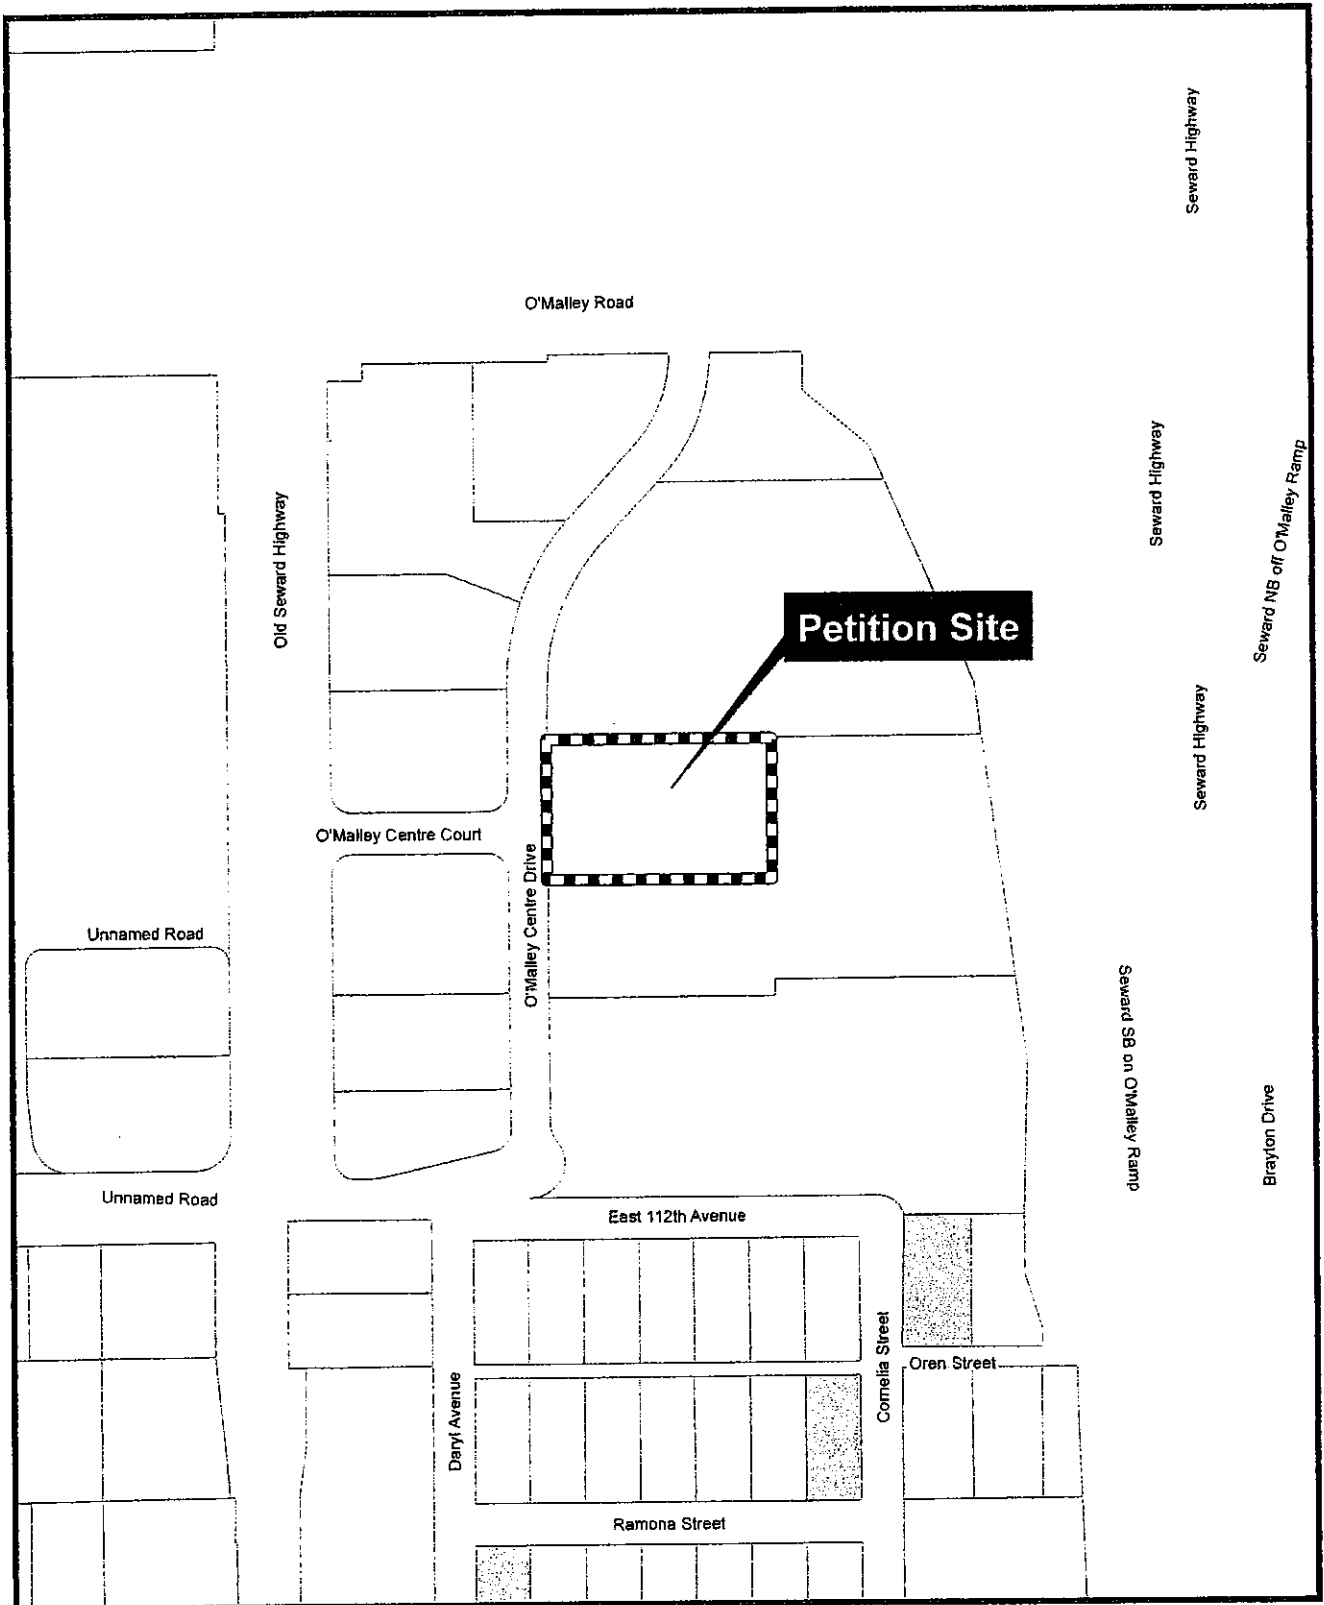 Seward Highway
O'Malley Road
Seward Highway
Seward NB off O'Malley Ramp
Old Seward Highway
Petition Site
Seward Highway
O'Malley Centre Court
O'Malley Centre Drive
Unnamed Road
Seward SB on O'Malley Ramp
Brayton Drive
Unnamed Road
East 112th Avenue
Cornelia Street
Oren Street
Daryl Avenue
Ramona Street